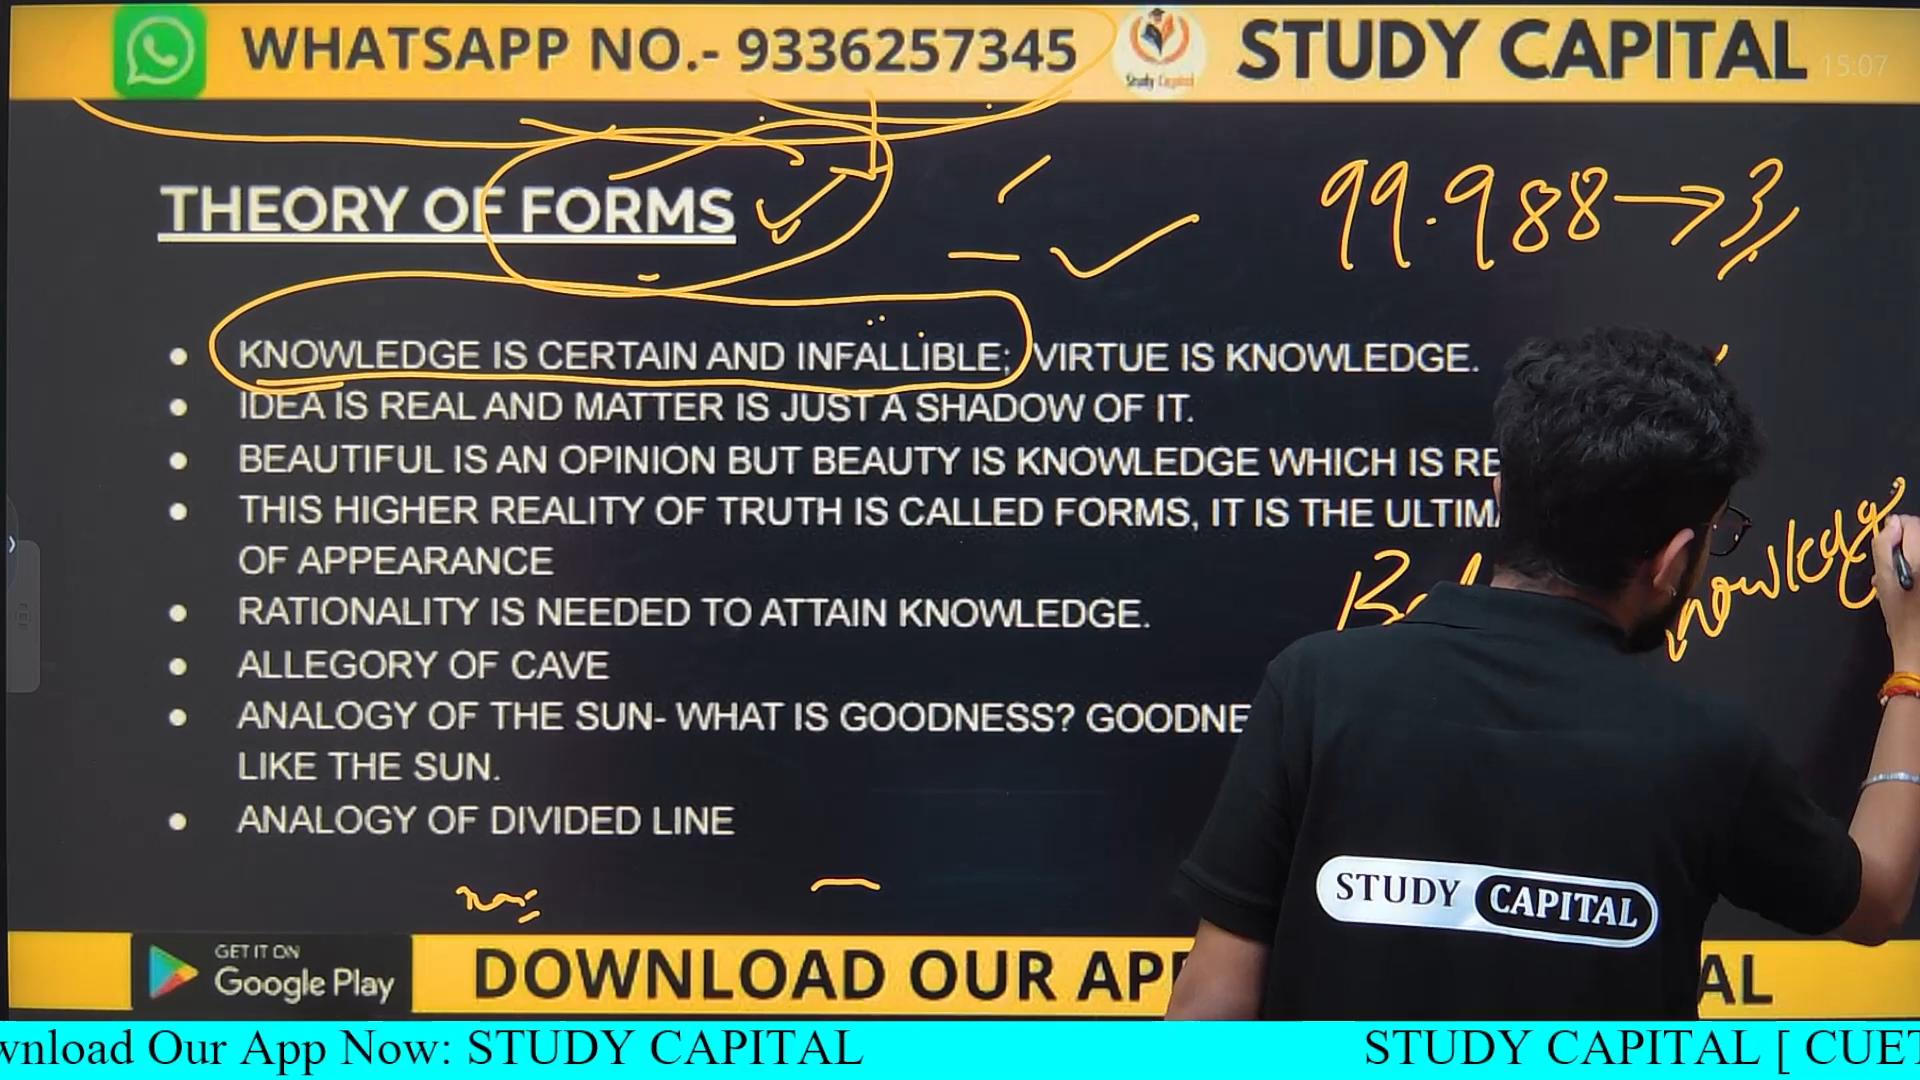 WHATSAPP NO.- 9336257345
Study Capital
STUDY CAPITAL
15:07
THEORY OF FORMS
99.988
KNOWLEDGE IS CERTAIN AND INFALLIBLE; VIRTUE IS KNOWLEDGE.
IDEA IS REAL AND MATTER IS JUST A SHADOW OF IT.
BEAUTIFUL IS AN OPINION BUT BEAUTY IS KNOWLEDGE WHICH IS RE
THIS HIGHER REALITY OF TRUTH IS CALLED FORMS, IT IS THE ULTIM
OF APPEARANCE
RATIONALITY IS NEEDED TO ATTAIN KNOWLEDGE.
nowledge
ALLEGORY OF CAVE
ANALOGY OF THE SUN- WHAT IS GOODNESS? GOODNE
LIKE THE SUN.
ANALOGY OF DIVIDED LINE
STUDY CAPITAL
GET IT ON
Google Play
DOWNLOAD OUR AP
AL
wnload Our App Now: STUDY CAPITAL
STUDY CAPITAL [ CUET